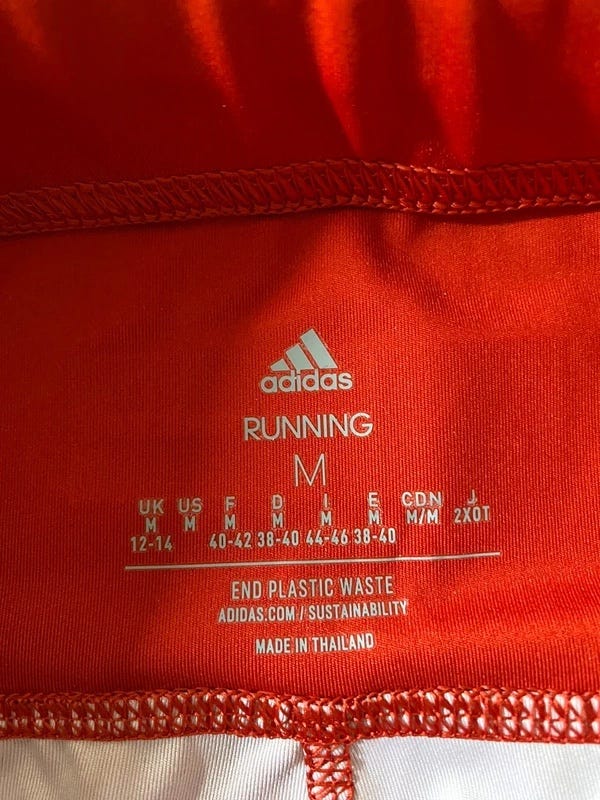 adidas
RUNNING
M
UK US F D I E CDN J
M M M M M M M/M 2XOT
12-14 40-42 38-40 44-46 38-40
END PLASTIC WASTE
ADIDAS.COM / SUSTAINABILITY
MADE IN THAILAND